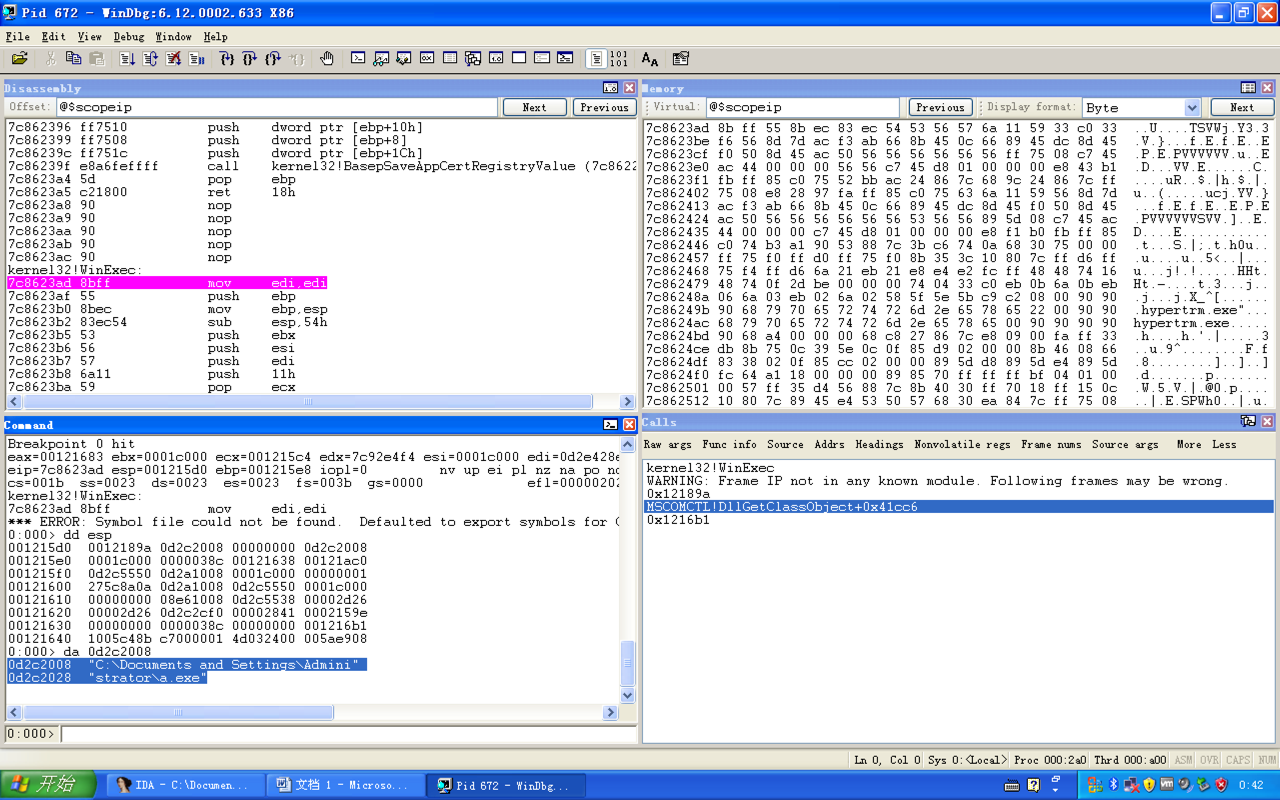 Pid 672 - WinDbg:6.12.0002.633 X86
File Edit View Debug Window Help
Disassembly
Offset: @$scopeip Next Previous
7c862396 ff7510 push dword ptr [ebp+10h]
7c862399 ff7508 push dword ptr [ebp+8]
7c86239c ff751c push dword ptr [ebp+1Ch]
7c86239f e8a6feffff call kernel32!BasepSaveAppCertRegistryValue (7c8622
7c8623a4 5d pop ebp
7c8623a5 c21800 ret 18h
7c8623a8 90 nop
7c8623a9 90 nop
7c8623aa 90 nop
7c8623ab 90 nop
7c8623ac 90 nop
kernel32!WinExec:
7c8623ad 8bff mov edi,edi
7c8623af 55 push ebp
7c8623b0 8bec mov ebp,esp
7c8623b2 83ec54 sub esp,54h
7c8623b5 53 push ebx
7c8623b6 56 push esi
7c8623b7 57 push edi
7c8623b8 6a11 push 11h
7c8623ba 59 pop ecx
Memory
Virtual: @$scopeip Previous Display format: Byte Next
7c8623ad 8b ff 55 8b ec 83 ec 54 53 56 57 6a 11 59 33 c0 33 ..U....TSVWj.Y3.3
7c8623be f6 56 8d 7d ac f3 ab 66 8b 45 0c 66 89 45 dc 8d 45 .V.}...f.E.f.E..E
7c8623cf f0 50 8d 45 ac 50 56 56 56 56 56 56 ff 75 08 c7 45 .P.E.PVVVVVV.u..E
7c8623e0 ac 44 00 00 00 56 56 c7 45 d8 01 00 00 00 e8 43 b1 .D...VV.E......C.
7c8623f1 fb ff 85 c0 75 52 bb ac 24 86 7c 68 9c 24 86 7c ff ....uR..$.|h.$.|.
7c862402 75 08 e8 28 97 fa ff 85 c0 75 63 6a 11 59 56 8d 7d u..(.....ucj.YV.}
7c862413 ac f3 ab 66 8b 45 0c 66 89 45 dc 8d 45 f0 50 8d 45 ...f.E.f.E..E.P.E
7c862424 ac 50 56 56 56 56 56 56 53 56 56 89 5d 08 c7 45 ac .PVVVVVVSVV.]..E.
7c862435 44 00 00 00 c7 45 d8 01 00 00 00 e8 f1 b0 fb ff 85 D....E...........
7c862446 c0 74 b3 a1 90 53 88 7c 3b c6 74 0a 68 30 75 00 00 .t...S.|;.t.h0u..
7c862457 ff 75 f0 ff d0 ff 75 f0 8b 35 3c 10 80 7c ff d6 ff .u....u..5<..|...
7c862468 75 f4 ff d6 6a 21 eb 21 e8 e4 e2 fc ff 48 48 74 16 u...j!.!.....HHt.
7c862479 48 74 0f 2d be 00 00 00 74 04 33 c0 eb 0b 6a 0b eb Ht.-....t.3...j..
7c86248a 06 6a 03 eb 02 6a 02 58 5f 5e 5b c9 c2 08 00 90 90 .j...j.X_^[......
7c86249b 90 68 79 70 65 72 74 72 6d 2e 65 78 65 22 00 90 90 .hypertrm.exe"...
7c8624ac 68 79 70 65 72 74 72 6d 2e 65 78 65 00 90 90 90 90 hypertrm.exe.....
7c8624bd 90 68 a4 00 00 00 68 c8 27 86 7c e8 09 00 fa ff 33 .h....h.'.|.....3
7c8624ce db 8b 75 0c 39 5e 0c 0f 85 d9 02 00 00 8b 46 08 66 ..u.9^........F.f
7c8624df 83 38 02 0f 85 cc 02 00 00 89 5d d8 89 5d e4 89 5d .8........]..]..]
7c8624f0 fc 64 a1 18 00 00 00 89 85 70 ff ff ff bf 04 01 00 .d.......p.......
7c862501 00 57 ff 35 d4 56 88 7c 8b 40 30 ff 70 18 ff 15 0c .W.5.V.|.@0.p....
7c862512 10 80 7c 89 45 e4 53 50 57 68 30 ea 84 7c ff 75 08 ..|.E.SPWh0..|.u.
Command
Breakpoint 0 hit
eax=00121683 ebx=0001c000 ecx=001215c4 edx=7c92e4f4 esi=0001c000 edi=0d2e428e
eip=7c8623ad esp=001215d0 ebp=001215e8 iopl=0 nv up ei pl nz na po nc
cs=001b ss=0023 ds=0023 es=0023 fs=003b gs=0000 efl=00000202
kernel32!WinExec:
7c8623ad 8bff mov edi,edi
*** ERROR: Symbol file could not be found. Defaulted to export symbols for C
0:000> dd esp
001215d0 0012189a 0d2c2008 00000000 0d2c2008
001215e0 0001c000 0000038c 00121638 00121ac0
001215f0 0d2c5550 0d2a1008 0001c000 00000001
00121600 275c8a0a 0d2a1008 0d2c5550 0001c000
00121610 00000000 08e61008 0d2c5538 00002d26
00121620 00002d26 0d2c2cf0 00002841 0002159e
00121630 00000000 0000038c 00000000 001216b1
00121640 1005c48b c7000001 4d032400 005ae908
0:000> da 0d2c2008
0d2c2008 "C:\Documents and Settings\Admini"
0d2c2028 "strator\a.exe"
0:000>
Calls
Raw args Func info Source Addrs Headings Nonvolatile regs Frame nums Source args More Less
kernel32!WinExec
WARNING: Frame IP not in any known module. Following frames may be wrong.
0x12189a
MSCOMCTL!DllGetClassObject+0x41cc6
0x1216b1
Ln 0, Col 0 Sys 0:<Local> Proc 000:2a0 Thrd 000:a00 ASM OVR CAPS NUM
开始 IDA - C:\Documen... 文档 1 - Microso... Pid 672 - WinDbg... 0:42